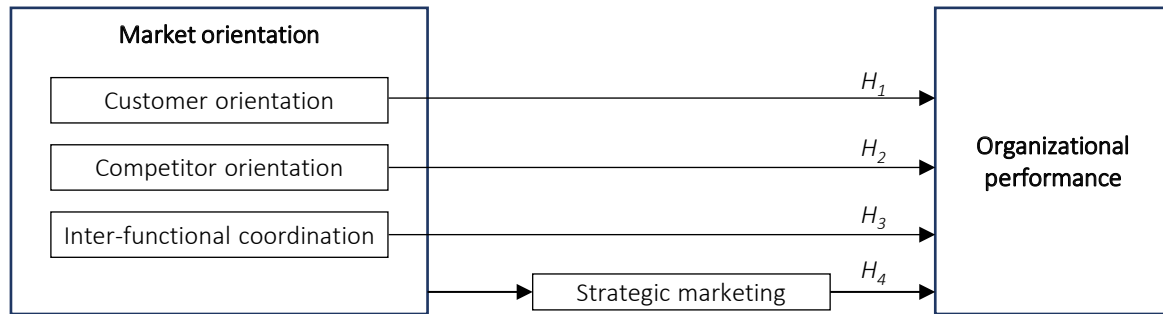 Market orientation
Customer orientation
H1
Competitor orientation
H2
Organizational
performance
Inter-functional coordination
H3
Strategic marketing
H4